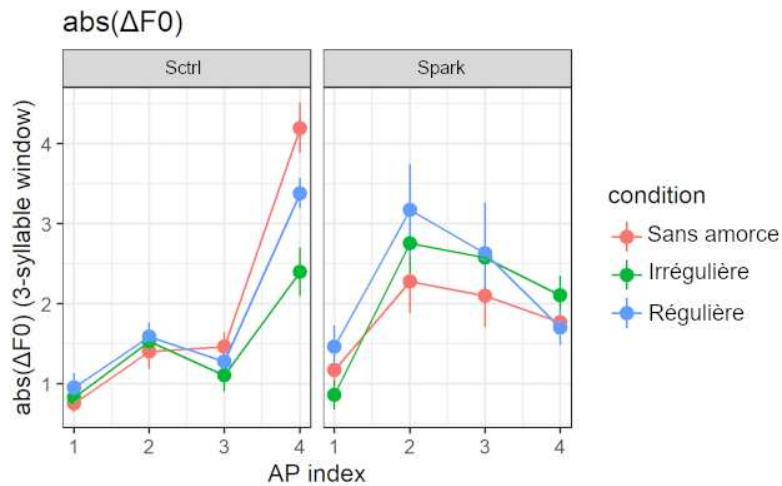 abs(ΔF0)
Sctrl
Spark
abs(ΔF0) (3-syllable window)
4
3
2
1
1 2 3 4
1 2 3 4
AP index
condition
Sans amorce
Irrégulière
Régulière